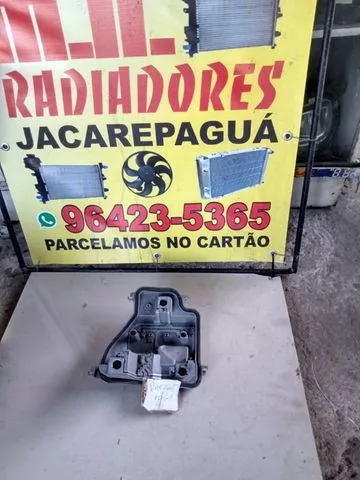 RADIADORES
JACAREPAGUÁ
96423-5365
PARCELAMOS NO CARTÃO